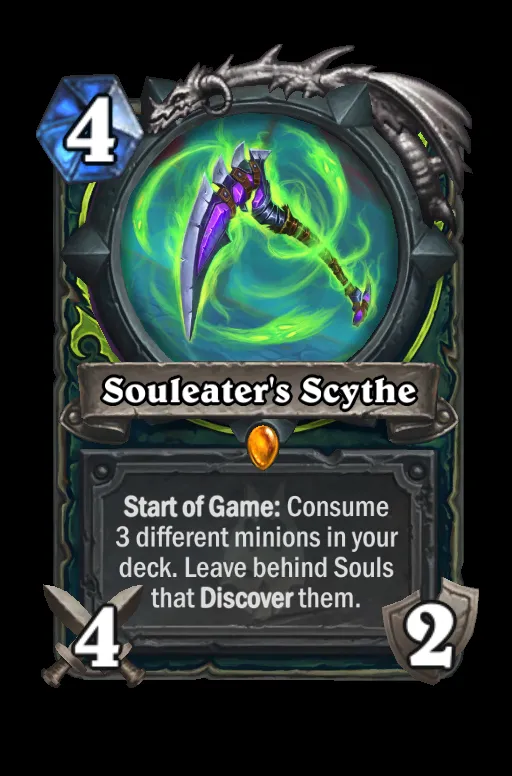 4
Souleater's Scythe
Start of Game: Consume
3 different minions in your
deck. Leave behind Souls
that Discover them.
4
2